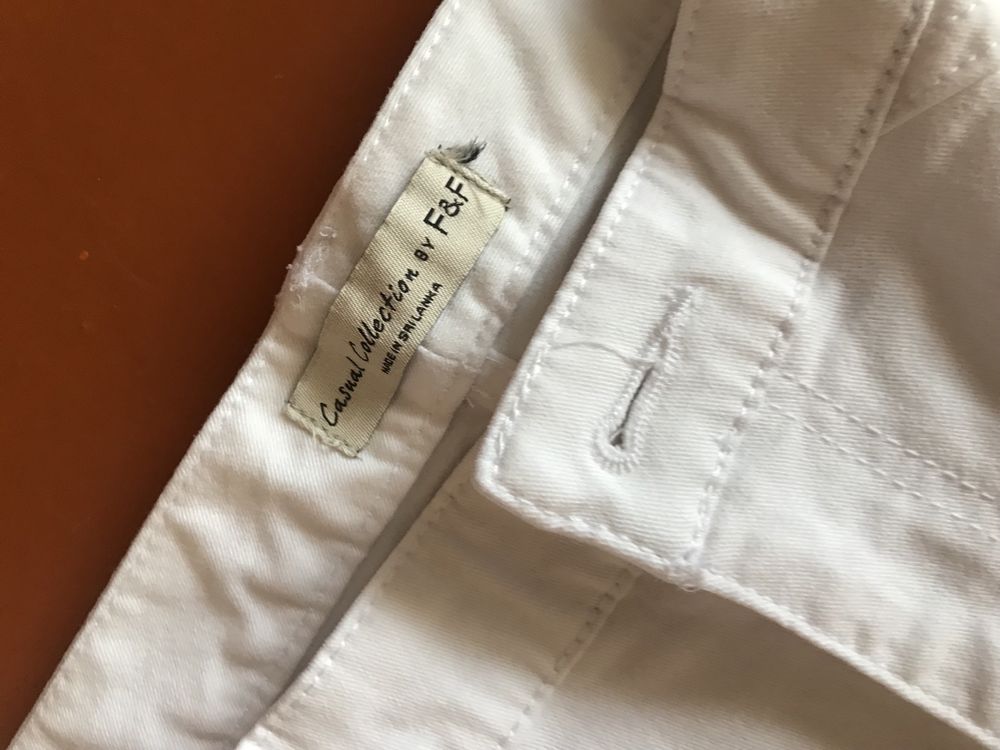 Casual Collection BY F&F
MADE IN SRI LANKA